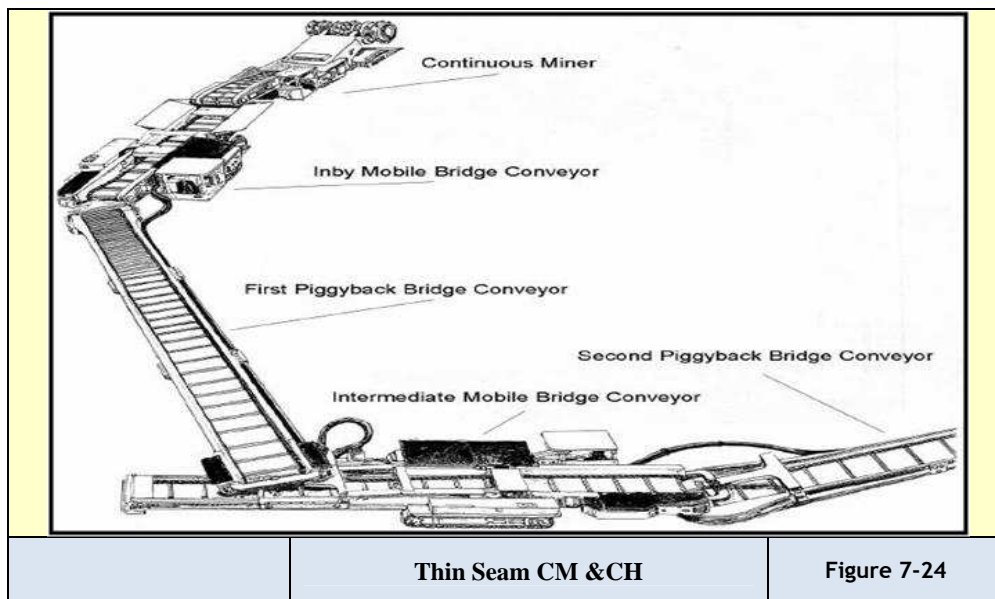 Continuous Miner
Inby Mobile Bridge Conveyor
First Piggyback Bridge Conveyor
Second Piggyback Bridge Conveyor
Intermediate Mobile Bridge Conveyor
Thin Seam CM &CH
Figure 7-24